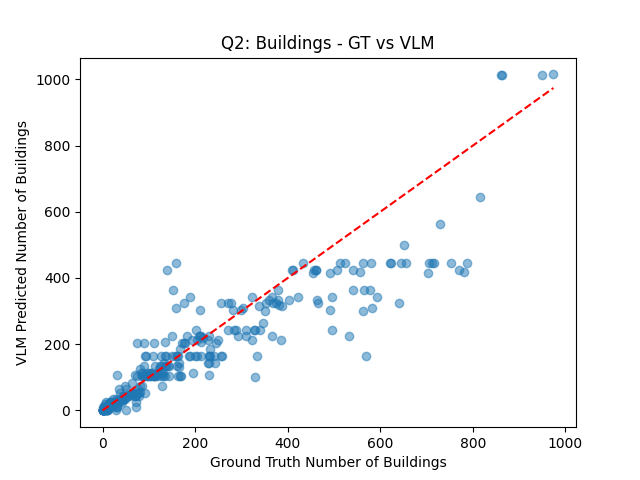 Q2: Buildings - GT vs VLM
VLM Predicted Number of Buildings
1000
800
600
400
200
0
0 200 400 600 800 1000
Ground Truth Number of Buildings